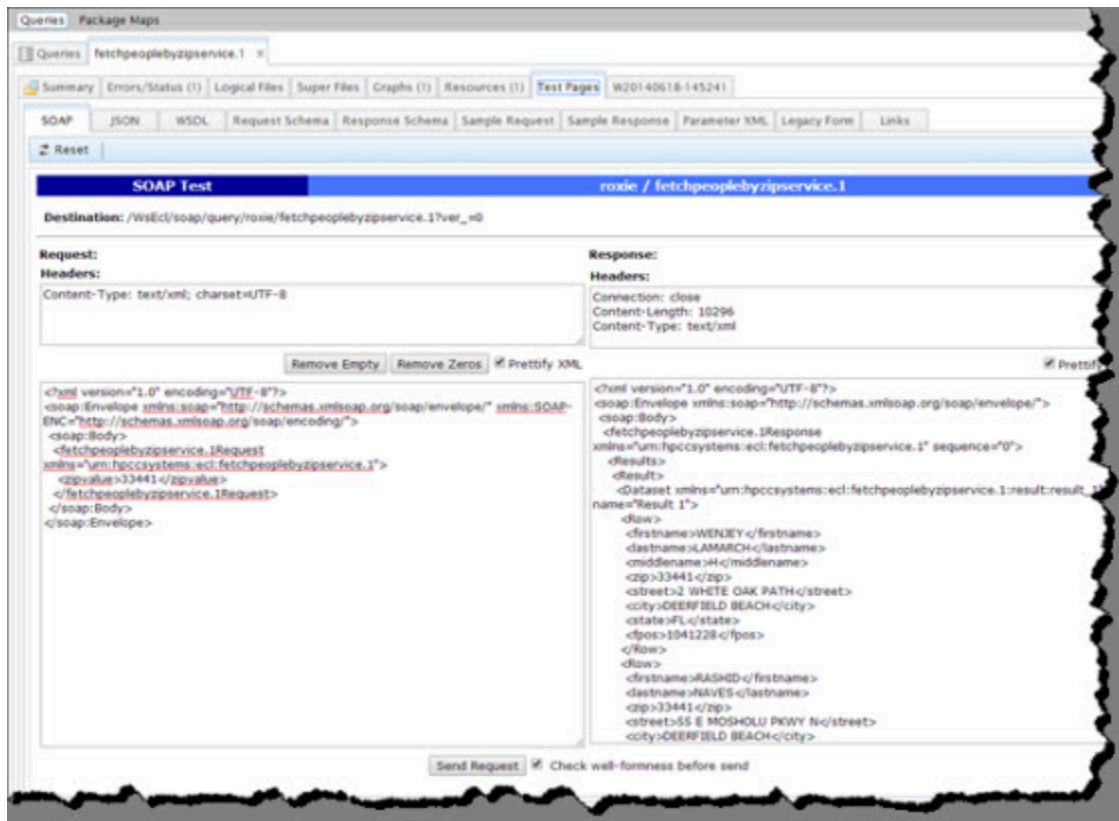 Queries Package Maps
Queries fetchpeoplebyzipservice.1 ×
Summary Errors/Status (1) Logical Files Super Files Graphs (1) Resources (1) Test Pages W20140618-145241
SOAP JSON WSDL Request Schema Response Schema Sample Request Sample Response Parameter XML Legacy Form Links
Reset
SOAP Test roxie / fetchpeoplebyzipservice.1
Destination: /WsEcl/soap/query/roxie/fetchpeoplebyzipservice.1?ver_=0
Request:
Headers:
Content-Type: text/xml; charset=UTF-8
Remove Empty Remove Zeros Prettify XML
<?xml version="1.0" encoding="UTF-8"?>
<soap:Envelope xmlns:soap="http://schemas.xmlsoap.org/soap/envelope/" xmlns:SOAP-
ENC="http://schemas.xmlsoap.org/soap/encoding/">
<soap:Body>
<fetchpeoplebyzipservice.1Request
xmlns="urn:hpccsystems:ecl:fetchpeoplebyzipservice.1">
<zipvalue>33441</zipvalue>
</fetchpeoplebyzipservice.1Request>
</soap:Body>
</soap:Envelope>
Response:
Headers:
Connection: close
Content-Length: 10296
Content-Type: text/xml
<?xml version="1.0" encoding="UTF-8"?>
<soap:Envelope xmlns:soap="http://schemas.xmlsoap.org/soap/envelope/">
<soap:Body>
<fetchpeoplebyzipservice.1Response
xmlns="urn:hpccsystems:ecl:fetchpeoplebyzipservice.1" sequence="0">
<Results>
<Result>
<Dataset xmlns="urn:hpccsystems:ecl:fetchpeoplebyzipservice.1:result:result_1
name="Result 1">
<Row>
<firstname>WENJEY</firstname>
<lastname>LAMARCH</lastname>
<middlename>H</middlename>
<zip>33441</zip>
<street>2 WHITE OAK PATH</street>
<city>DEERFIELD BEACH</city>
<state>FL</state>
<fpos>1041228</fpos>
</Row>
<Row>
<firstname>RASHID</firstname>
<lastname>NAVES</lastname>
<zip>33441</zip>
<street>55 E MOSHOLU PKWY N</street>
<city>DEERFIELD BEACH</city>
Send Request Check well-formness before send